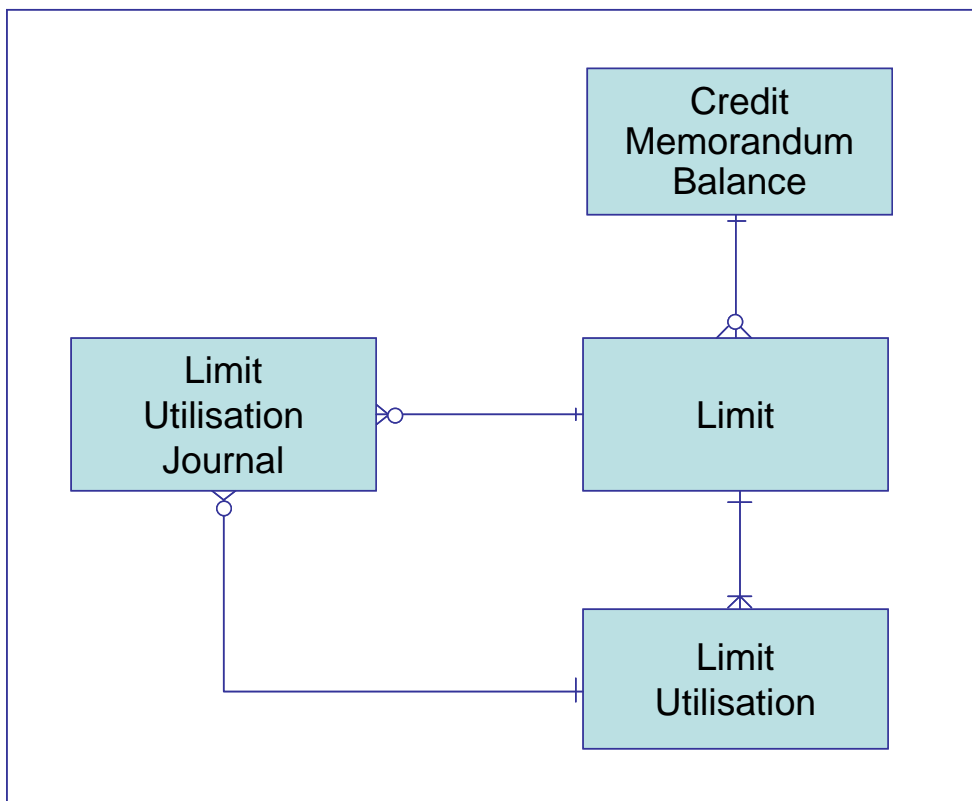 Credit
Memorandum
Balance
Limit
Utilisation
Journal
Limit
Limit
Utilisation